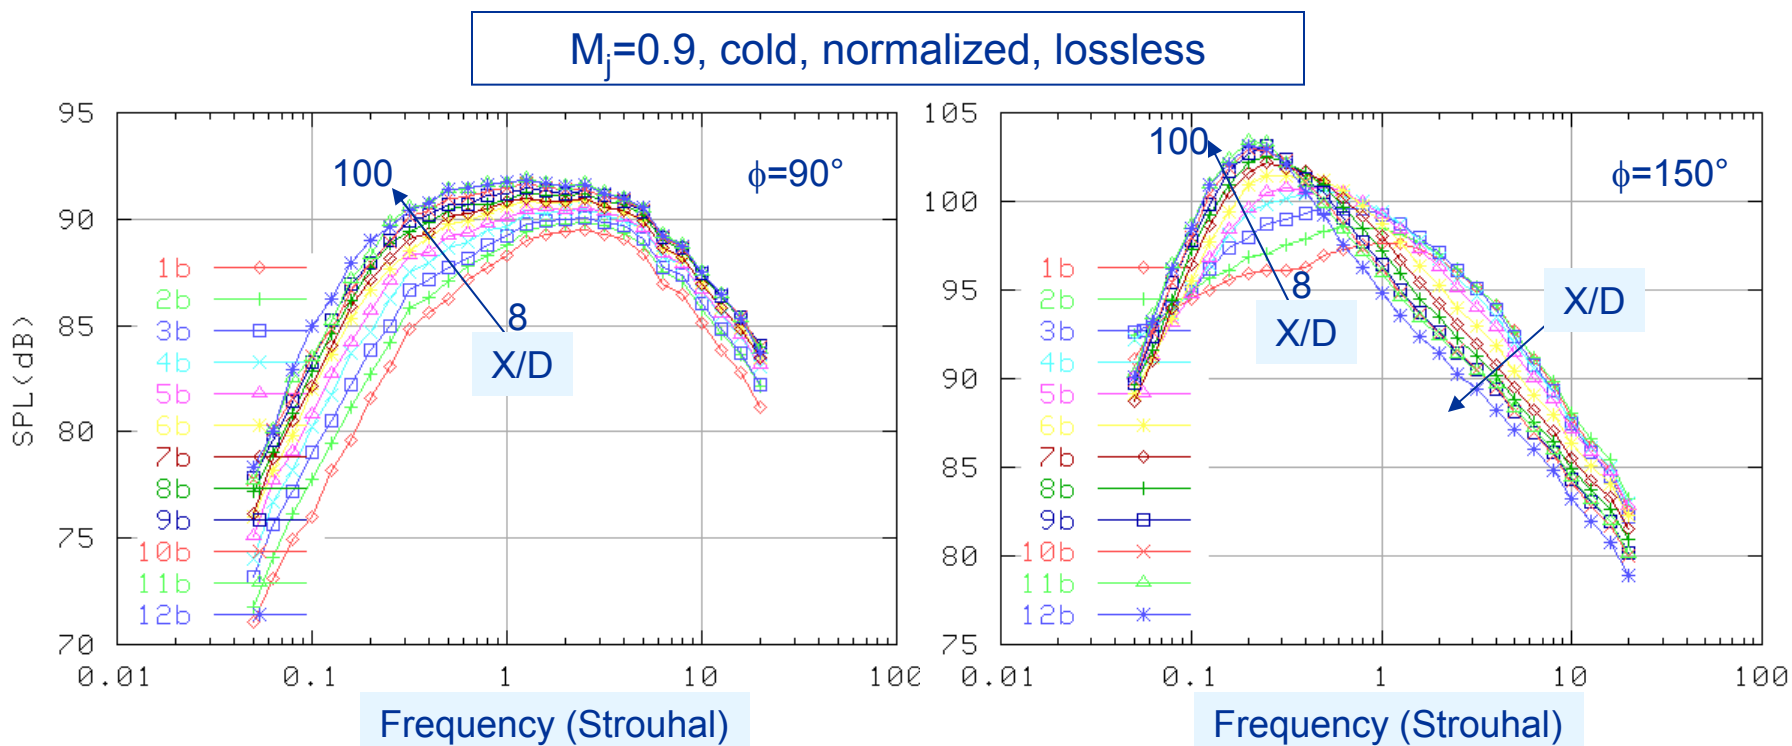 Mj=0.9, cold, normalized, lossless
95
90
85
80
75
70
SPL(dB)
100
ϕ=90°
8
X/D
1b
2b
3b
4b
5b
6b
7b
8b
9b
10b
11b
12b
0.01
0.1
1
10
100
Frequency (Strouhal)
105
100
95
90
85
80
75
100
ϕ=150°
8
X/D
X/D
1b
2b
3b
4b
5b
6b
7b
8b
9b
10b
11b
12b
0.01
0.1
1
10
100
Frequency (Strouhal)